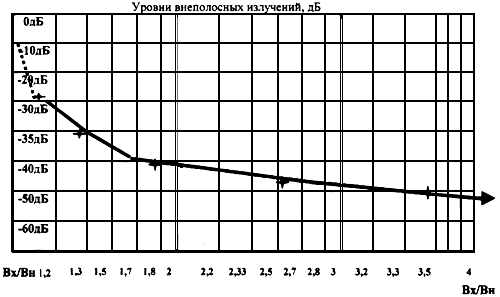 Уровни внеполосных излучений, дБ
0дБ
-10дБ
-20дБ
-30дБ
-35дБ
-40дБ
-50дБ
-60дБ
Вх/Вн 1,2 1,3 1,5 1,7 1,8 2 2,2 2,33 2,5 2,7 2,8 3 3,2 3,3 3,5 4
Вх/Вн